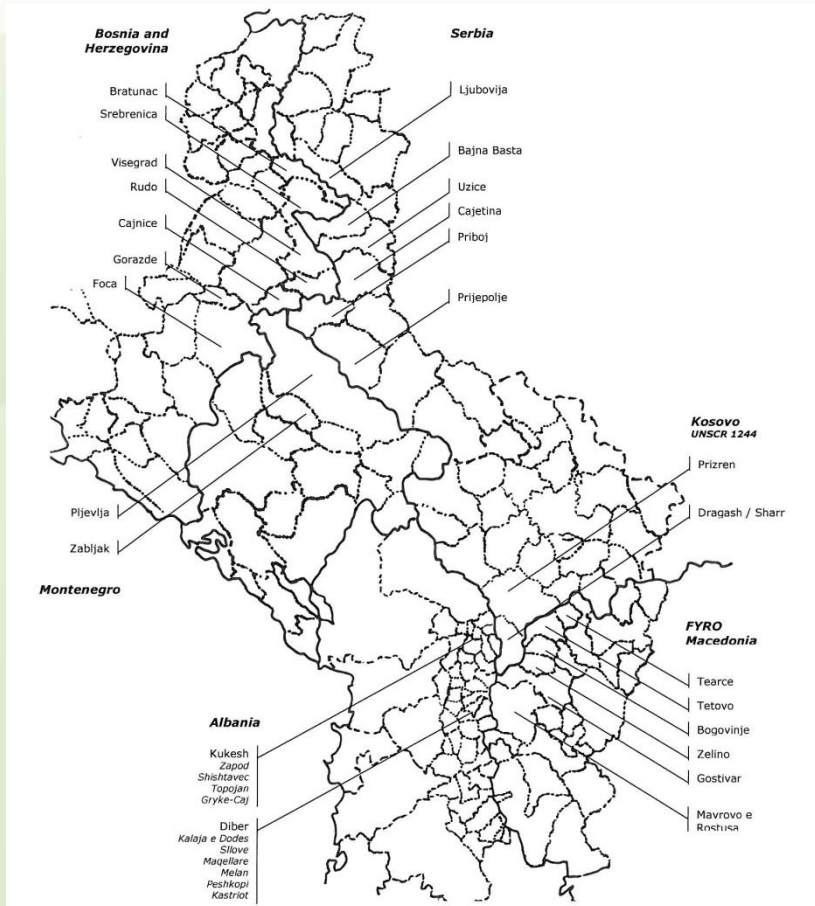 Bosnia and
Herzegovina
Serbia
Bratunac
Srebrenica
Visegrad
Rudo
Cajnice
Gorazde
Foca
Ljubovija
Bajna Basta
Uzice
Cajetina
Priboj
Prijepolje
Kosovo
UNSCR 1244
Prizren
Dragash / Sharr
Pljevlja
Zabljak
Montenegro
FYRO
Macedonia
Tearce
Tetovo
Bogovinje
Zelino
Gostivar
Mavrovo e
Rostusa
Albania
Kukesh
Zapod
Shishtavec
Topojan
Gryke-Caj
Diber
Kalaja e Dodes
Sllove
Maqellare
Melan
Peshkopi
Kastriot